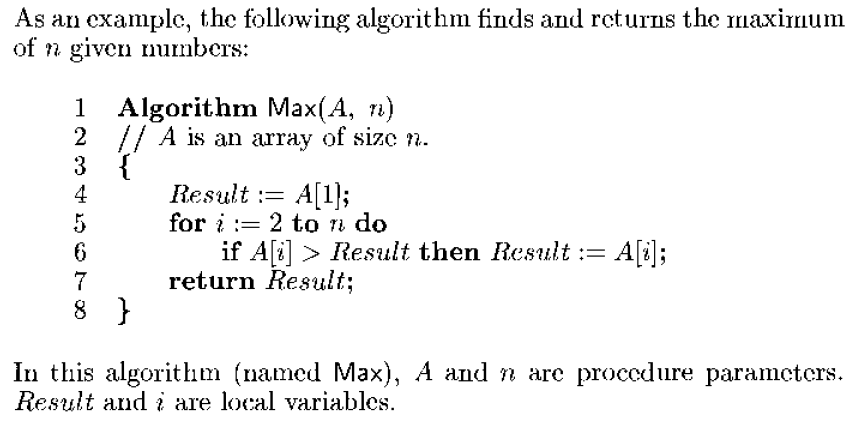 As an example, the following algorithm finds and returns the maximum
of n given numbers:
1 Algorithm Max(A, n)
2 // A is an array of size n.
3 {
4 Result := A[1];
5 for i := 2 to n do
6 if A[i] > Result then Result := A[i];
7 return Result;
8 }
In this algorithm (named Max), A and n are procedure parameters.
Result and i are local variables.